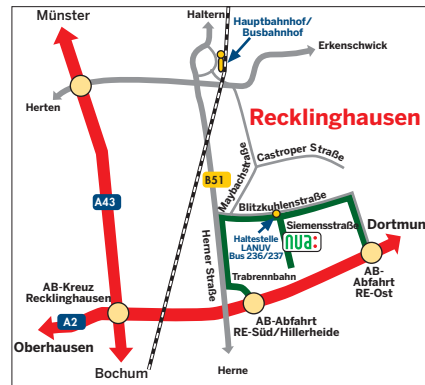 Münster
Haltern
Hauptbahnhof/
Busbahnhof
Erkenschwick
Herten
Recklinghausen
Castroper Straße
Maybachstraße
B51
A43
Blitzkuhlenstraße
Siemensstraße
Haltestelle
LANUV
Bus 236/237
nua:
Dortmun
Herner Straße
Trabrennbahn
AB-
Abfahrt
RE-Ost
AB-Kreuz
Recklinghausen
A2
AB-Abfahrt
RE-Süd/Hillerheide
Oberhausen
Bochum
Herne